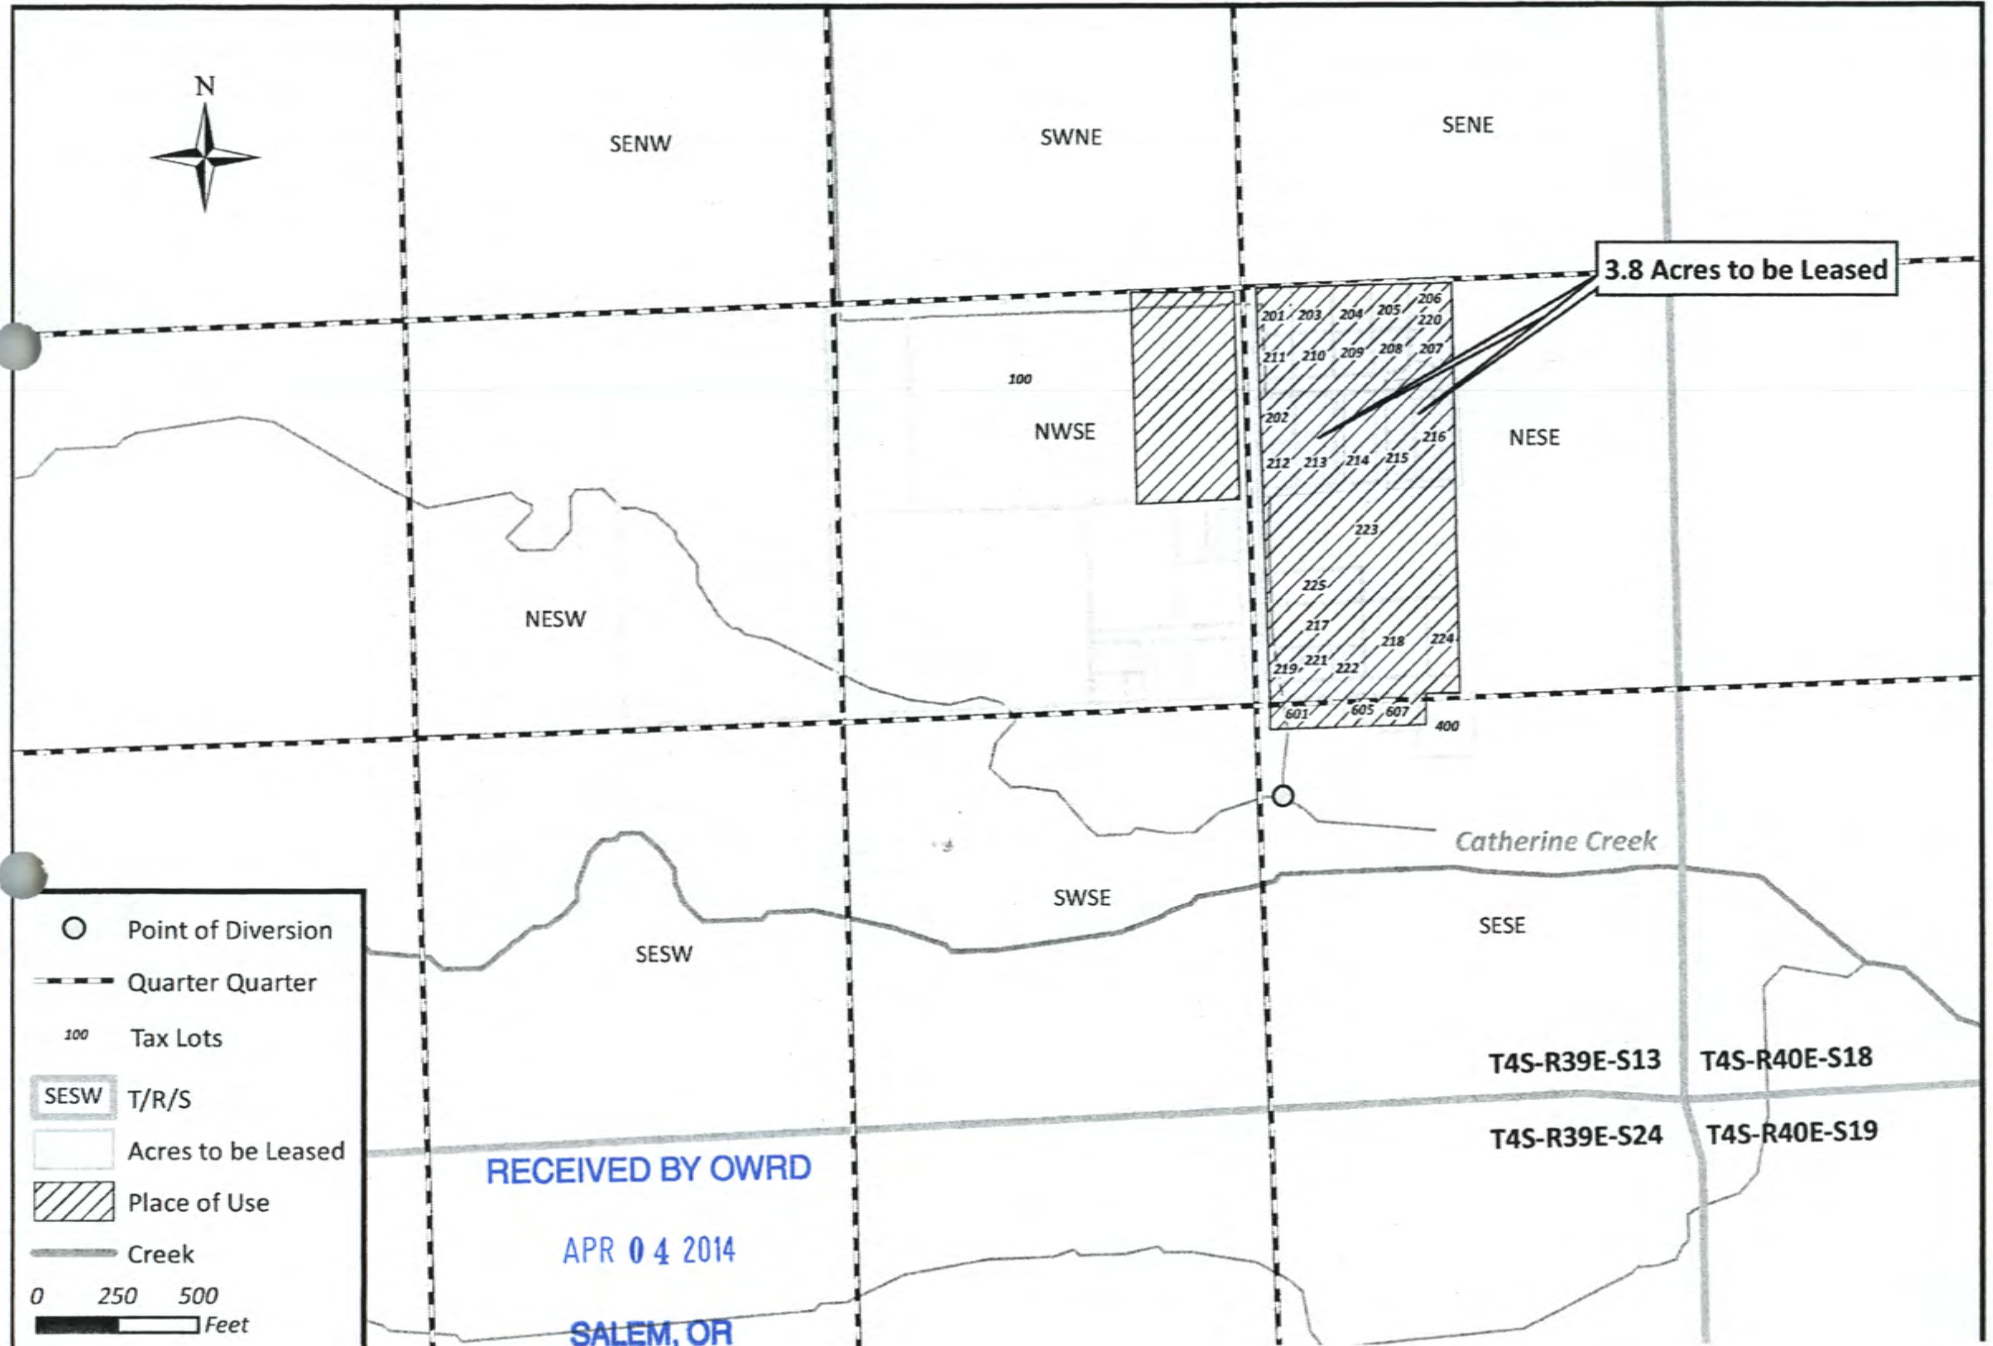 N
SENW
SWNE
SENE
3.8 Acres to be Leased
201 203 204 205 206
220
211 210 209 208 207
100
202
NWSE
216
NESE
212 213 214 215
223
225
NESW
217
218 224
219 221 222
601 605 607
400
Catherine Creek
SWSE
SESW
SESE
Point of Diversion
Quarter Quarter
100 Tax Lots
SESW T/R/S
Acres to be Leased
Place of Use
Creek
0 250 500
Feet
T4S-R39E-S13 T4S-R40E-S18
T4S-R39E-S24 T4S-R40E-S19
RECEIVED BY OWRD
APR 04 2014
SALEM, OR